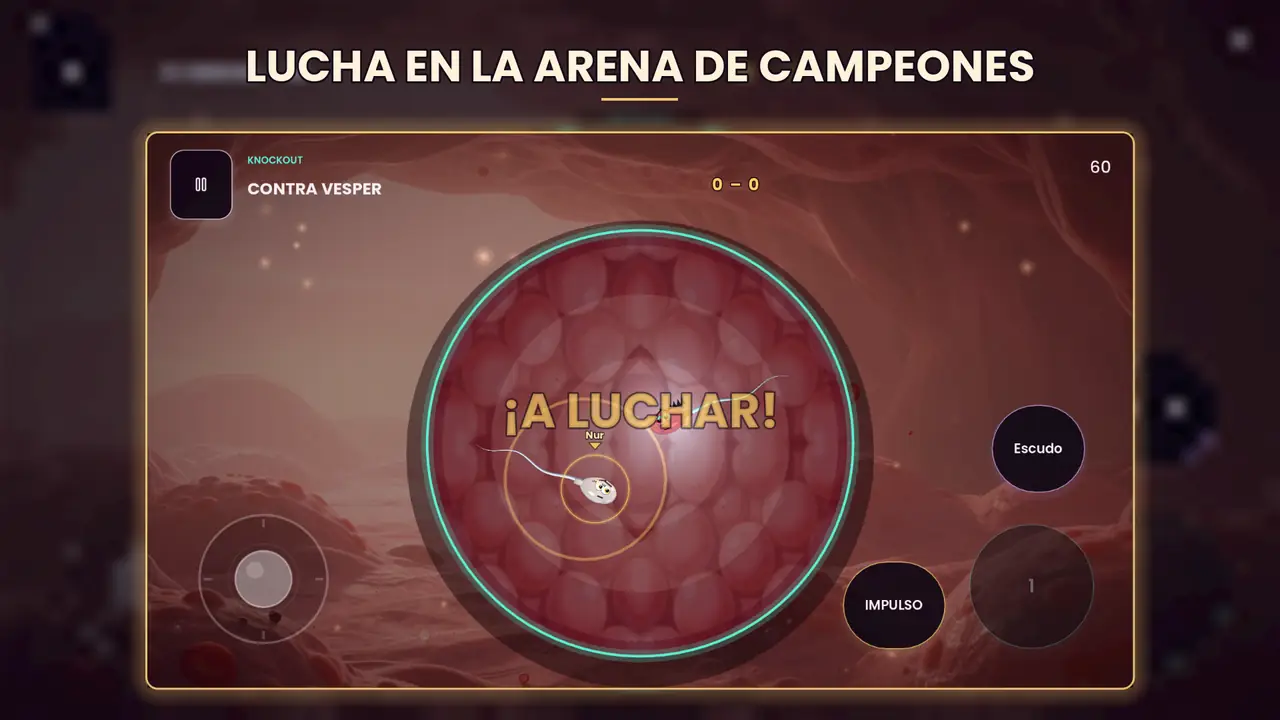 LUCHA EN LA ARENA DE CAMPEONES
KNOCKOUT
CONTRA VESPER
0 – 0
60
¡A LUCHAR!
Nur
Escudo
IMPULSO
1